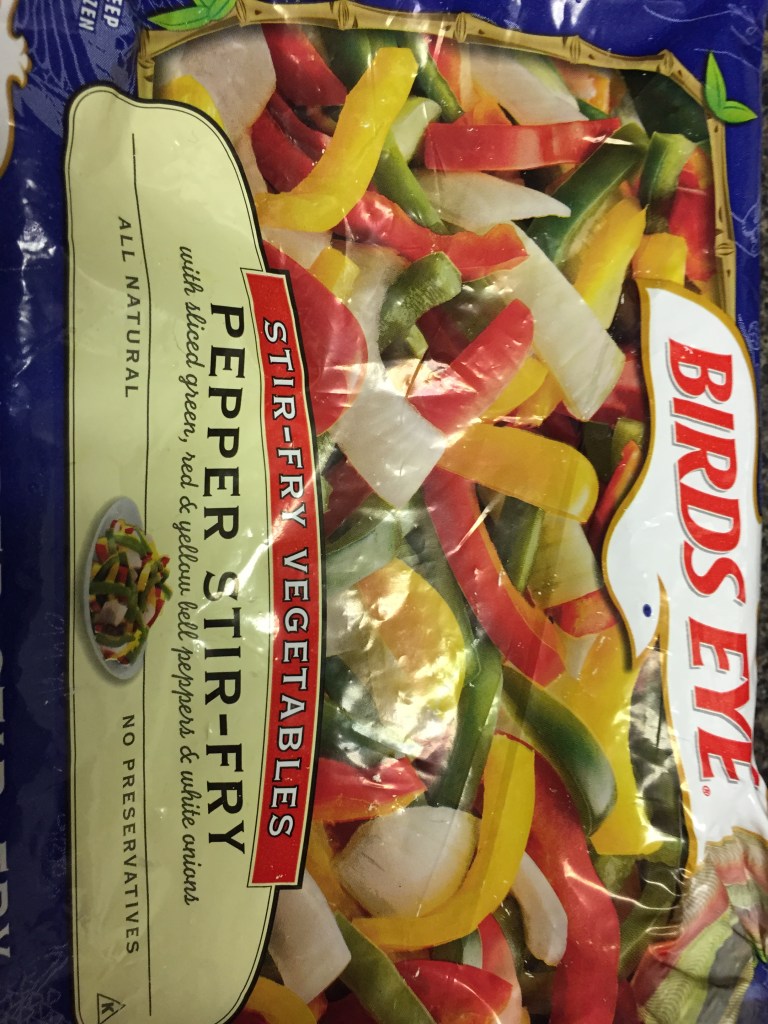 BIRDS EYE®
STIR-FRY VEGETABLES
PEPPER STIR-FRY
with sliced green, red & yellow bell peppers & white onions
ALL NATURAL
NO PRESERVATIVES
K